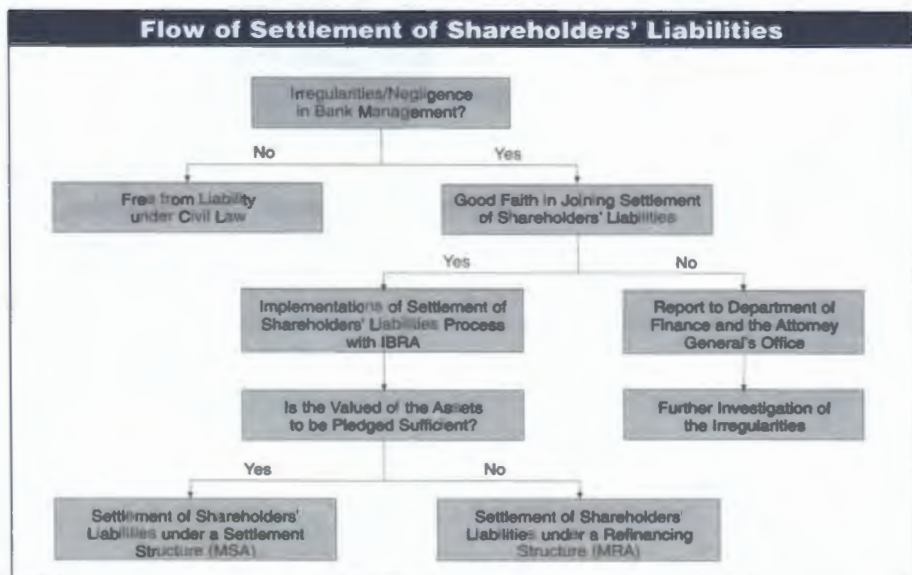 Flow of Settlement of Shareholders' Liabilities
Irregularities/Negligence
in Bank Management?
No
Yes
Free from Liability
under Civil Law
Good Faith in Joining Settlement
of Shareholders' Liabilities
Yes
No
Implementations of Settlement of
Shareholders' Liabilities Process
with IBRA
Report to Department of
Finance and the Attorney
General's Office
Is the Valued of the Assets
to be Pledged Sufficient?
Further Investigation of
the Irregularities
Yes
No
Settlement of Shareholders'
Liabilities under a Settlement
Structure (MSA)
Settlement of Shareholders'
Liabilities under a Refinancing
Structure (MRA)